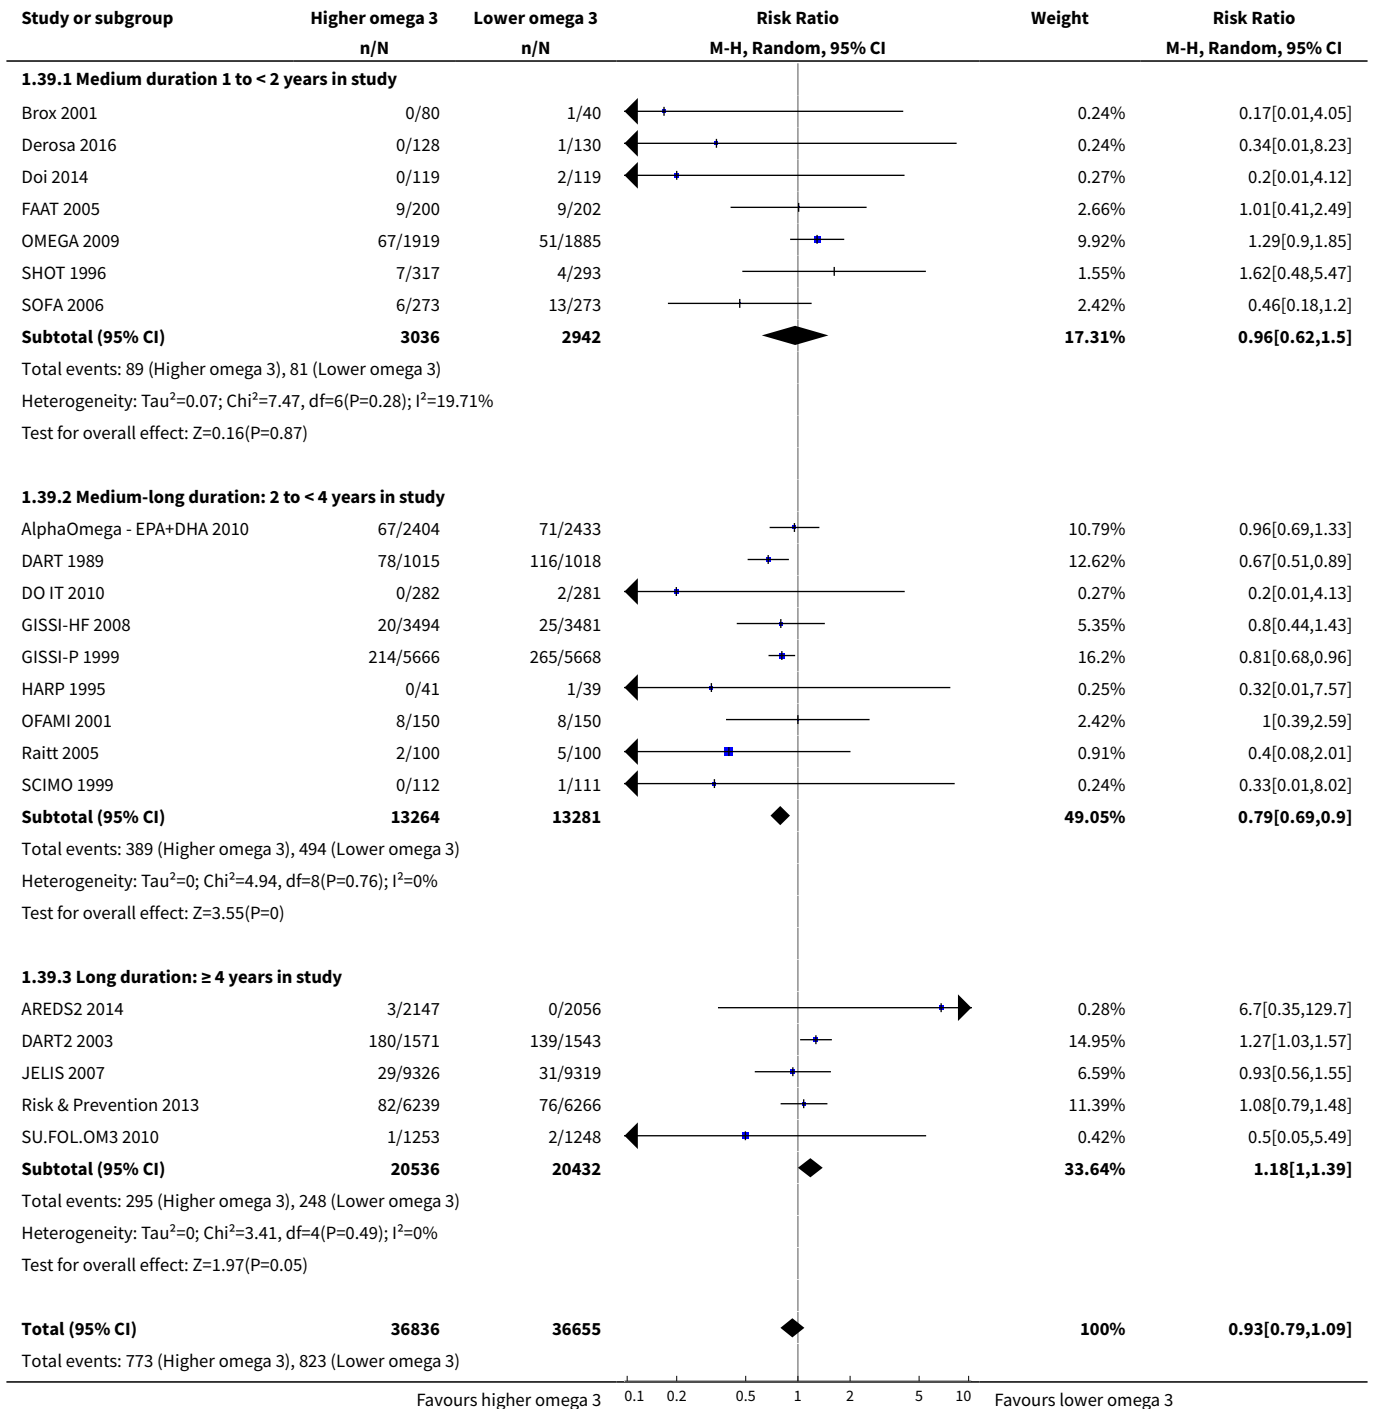 Study or subgroup Higher omega 3 Lower omega 3 Risk Ratio Weight Risk Ratio
n/N n/N M-H, Random, 95% CI M-H, Random, 95% CI
1.39.1 Medium duration 1 to < 2 years in study
Brox 2001 0/80 1/40 0.24% 0.17[0.01,4.05]
Derosa 2016 0/128 1/130 0.24% 0.34[0.01,8.23]
Doi 2014 0/119 2/119 0.27% 0.2[0.01,4.12]
FAAT 2005 9/200 9/202 2.66% 1.01[0.41,2.49]
OMEGA 2009 67/1919 51/1885 9.92% 1.29[0.9,1.85]
SHOT 1996 7/317 4/293 1.55% 1.62[0.48,5.47]
SOFA 2006 6/273 13/273 2.42% 0.46[0.18,1.2]
Subtotal (95% CI) 3036 2942 17.31% 0.96[0.62,1.5]
Total events: 89 (Higher omega 3), 81 (Lower omega 3)
Heterogeneity: Tau²=0.07; Chi²=7.47, df=6(P=0.28); I²=19.71%
Test for overall effect: Z=0.16(P=0.87)
1.39.2 Medium-long duration: 2 to < 4 years in study
AlphaOmega - EPA+DHA 2010 67/2404 71/2433 10.79% 0.96[0.69,1.33]
DART 1989 78/1015 116/1018 12.62% 0.67[0.51,0.89]
DO IT 2010 0/282 2/281 0.27% 0.2[0.01,4.13]
GISSI-HF 2008 20/3494 25/3481 5.35% 0.8[0.44,1.43]
GISSI-P 1999 214/5666 265/5668 16.2% 0.81[0.68,0.96]
HARP 1995 0/41 1/39 0.25% 0.32[0.01,7.57]
OFAMI 2001 8/150 8/150 2.42% 1[0.39,2.59]
Raitt 2005 2/100 5/100 0.91% 0.4[0.08,2.01]
SCIMO 1999 0/112 1/111 0.24% 0.33[0.01,8.02]
Subtotal (95% CI) 13264 13281 49.05% 0.79[0.69,0.9]
Total events: 389 (Higher omega 3), 494 (Lower omega 3)
Heterogeneity: Tau²=0; Chi²=4.94, df=8(P=0.76); I²=0%
Test for overall effect: Z=3.55(P=0)
1.39.3 Long duration: ≥ 4 years in study
AREDS2 2014 3/2147 0/2056 0.28% 6.7[0.35,129.7]
DART2 2003 180/1571 139/1543 14.95% 1.27[1.03,1.57]
JELIS 2007 29/9326 31/9319 6.59% 0.93[0.56,1.55]
Risk & Prevention 2013 82/6239 76/6266 11.39% 1.08[0.79,1.48]
SU.FOL.OM3 2010 1/1253 2/1248 0.42% 0.5[0.05,5.49]
Subtotal (95% CI) 20536 20432 33.64% 1.18[1,1.39]
Total events: 295 (Higher omega 3), 248 (Lower omega 3)
Heterogeneity: Tau²=0; Chi²=3.41, df=4(P=0.49); I²=0%
Test for overall effect: Z=1.97(P=0.05)
Total (95% CI) 36836 36655 100% 0.93[0.79,1.09]
Total events: 773 (Higher omega 3), 823 (Lower omega 3)
Favours higher omega 3 0.1 0.2 0.5 1 2 5 10 Favours lower omega 3